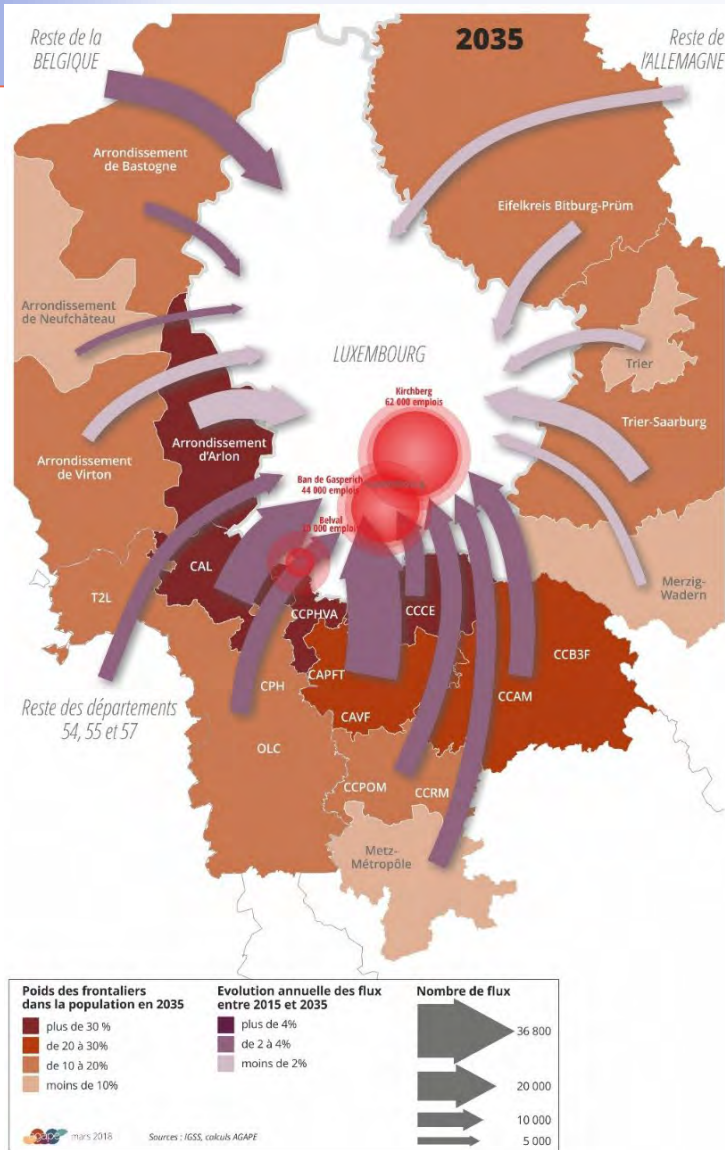 Reste de la
BELGIQUE
2035
Reste de
l'ALLEMAGNE
Arrondissement
de Bastogne
Eifelkreis Bitburg-Prüm
Arrondissement
de Neufchâteau
LUXEMBOURG
Trier
Kirchberg
62 000 emplois
Trier-Saarburg
Arrondissement
d'Arlon
Arrondissement
de Virton
Ban de Gasperich
44 000 emplois
Belval
000 emplois
CAL
T2L
CCPHVA
CCCE
Merzig-
Wadern
CCB3F
CPH
CAPFT
CCAM
CAVF
Reste des départements
54, 55 et 57
OLC
CCPOM
CCRM
Metz-
Métropôle
Poids des frontaliers
dans la population en 2035
plus de 30 %
de 20 à 30%
de 10 à 20%
moins de 10%
Evolution annuelle des flux
entre 2015 et 2035
plus de 4%
de 2 à 4%
moins de 2%
Nombre de flux
36 800
20 000
10 000
5 000
agape mars 2018
Sources : IGSS, calculs AGAPE